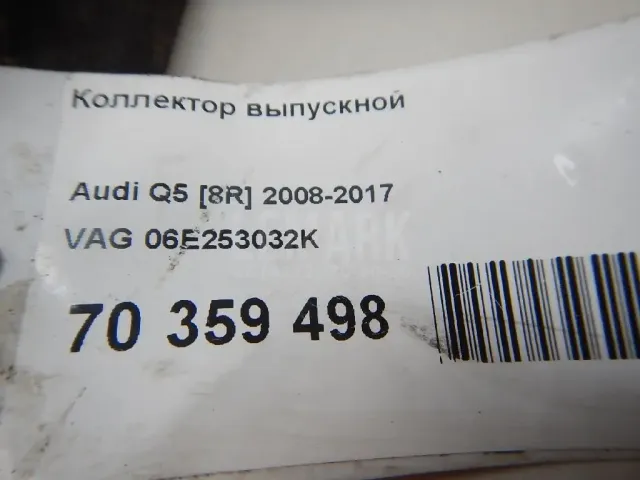 Коллектор выпускной
Audi Q5 [8R] 2008-2017
VAG 06E253032K
70 359 498